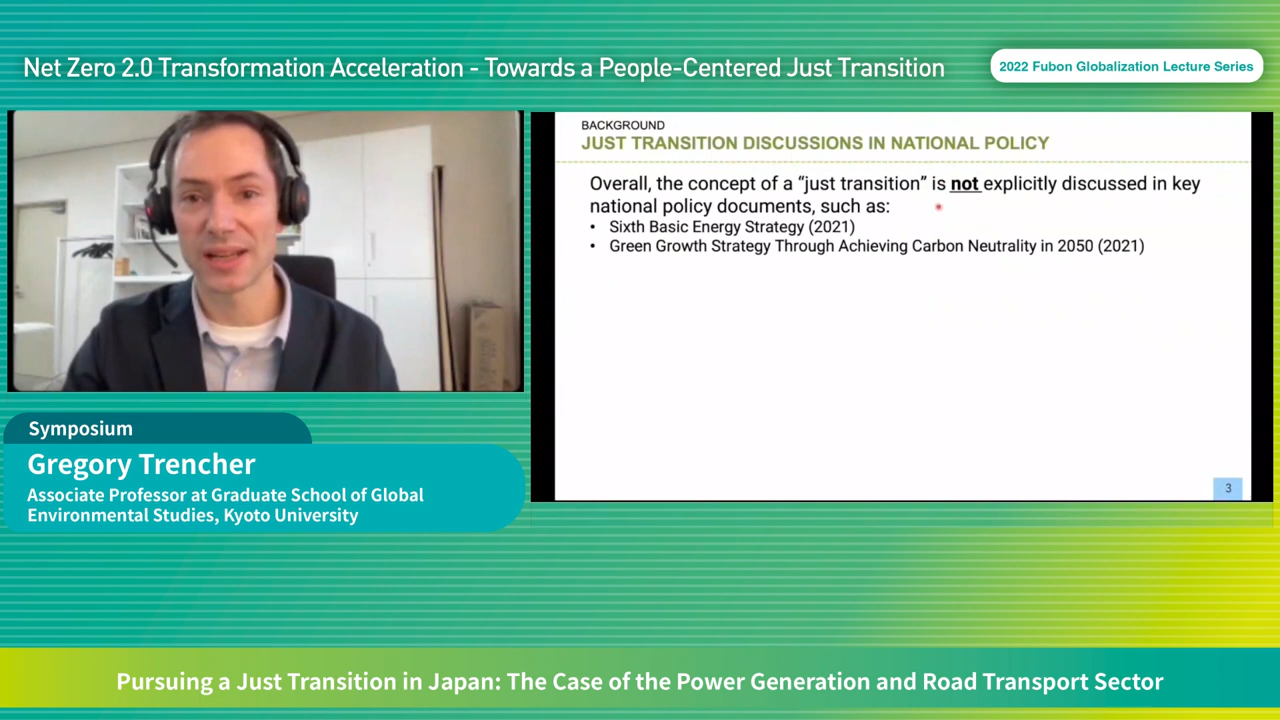 Net Zero 2.0 Transformation Acceleration - Towards a People-Centered Just Transition
2022 Fubon Globalization Lecture Series
BACKGROUND
JUST TRANSITION DISCUSSIONS IN NATIONAL POLICY
Overall, the concept of a “just transition” is not explicitly discussed in key
national policy documents, such as:
• Sixth Basic Energy Strategy (2021)
• Green Growth Strategy Through Achieving Carbon Neutrality in 2050 (2021)
3
Symposium
Gregory Trencher
Associate Professor at Graduate School of Global
Environmental Studies, Kyoto University
Pursuing a Just Transition in Japan: The Case of the Power Generation and Road Transport Sector